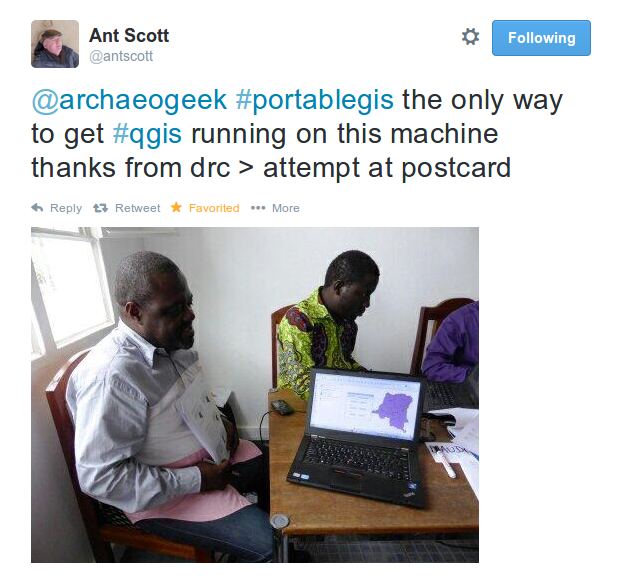 Ant Scott
@antscott
Following
@archaeogeek #portablegis the only way
to get #qgis running on this machine
thanks from drc > attempt at postcard
Reply Retweet Favorited More